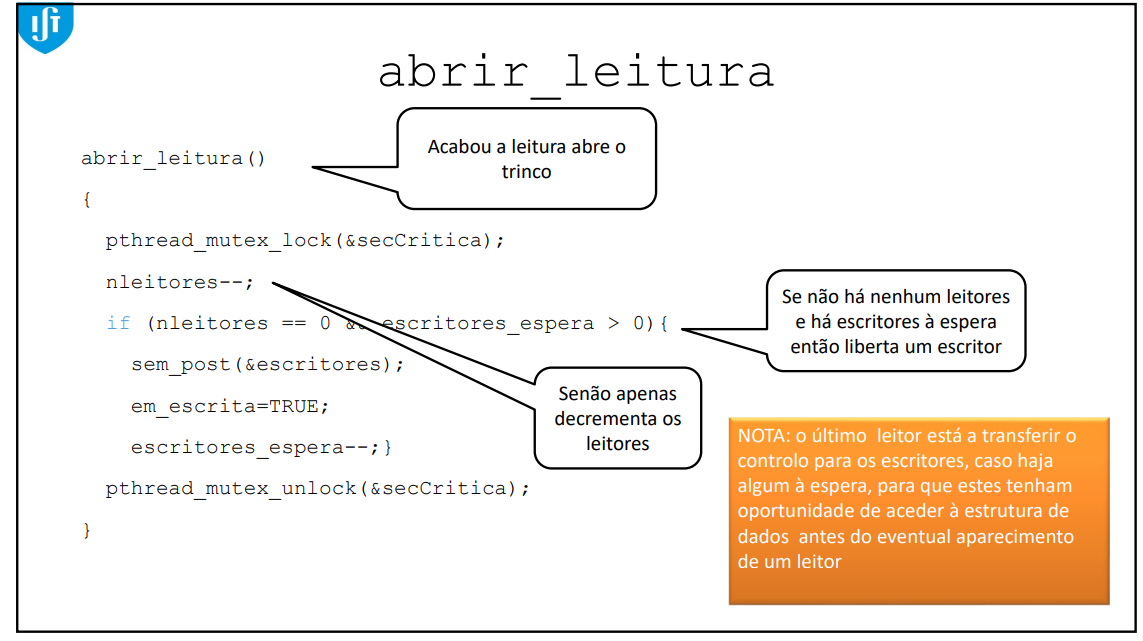 IST
abrir_leitura
Acabou a leitura abre o
trinco
abrir_leitura()
{
pthread_mutex_lock(&secCritica);
nleitores--;
if (nleitores == 0 && escritores_espera > 0){
sem_post(&escritores);
em_escrita=TRUE;
escritores_espera--;}
pthread_mutex_unlock(&secCritica);
}
Se não há nenhum leitores
e há escritores à espera
então liberta um escritor
Senão apenas
decrementa os
leitores
NOTA: o último leitor está a transferir o
controlo para os escritores, caso haja
algum à espera, para que estes tenham
oportunidade de aceder à estrutura de
dados antes do eventual aparecimento
de um leitor